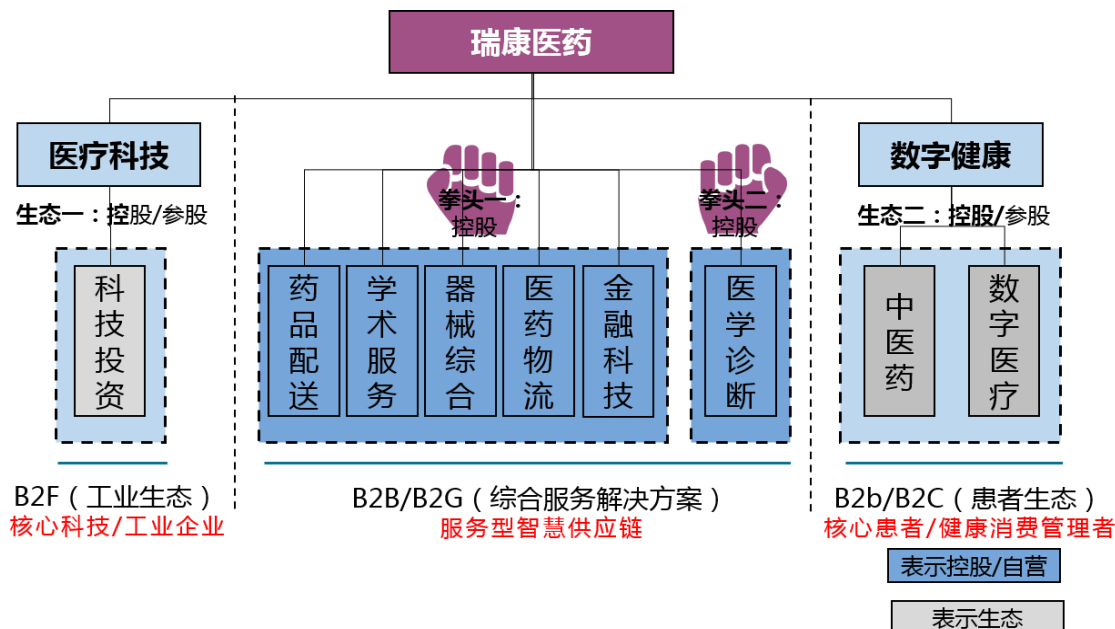 瑞康医药
医疗科技
数字健康
生态一：控股/参股
拳头一：
控股
拳头二：
控股
生态二：控股/参股
科技投资
药品配送
学术服务
器械综合
医药物流
金融科技
医学诊断
中医药
数字医疗
B2F（工业生态）
核心科技/工业企业
B2B/B2G（综合服务解决方案）
服务型智慧供应链
B2b/B2C（患者生态）
核心患者/健康消费管理者
表示控股/自营
表示生态